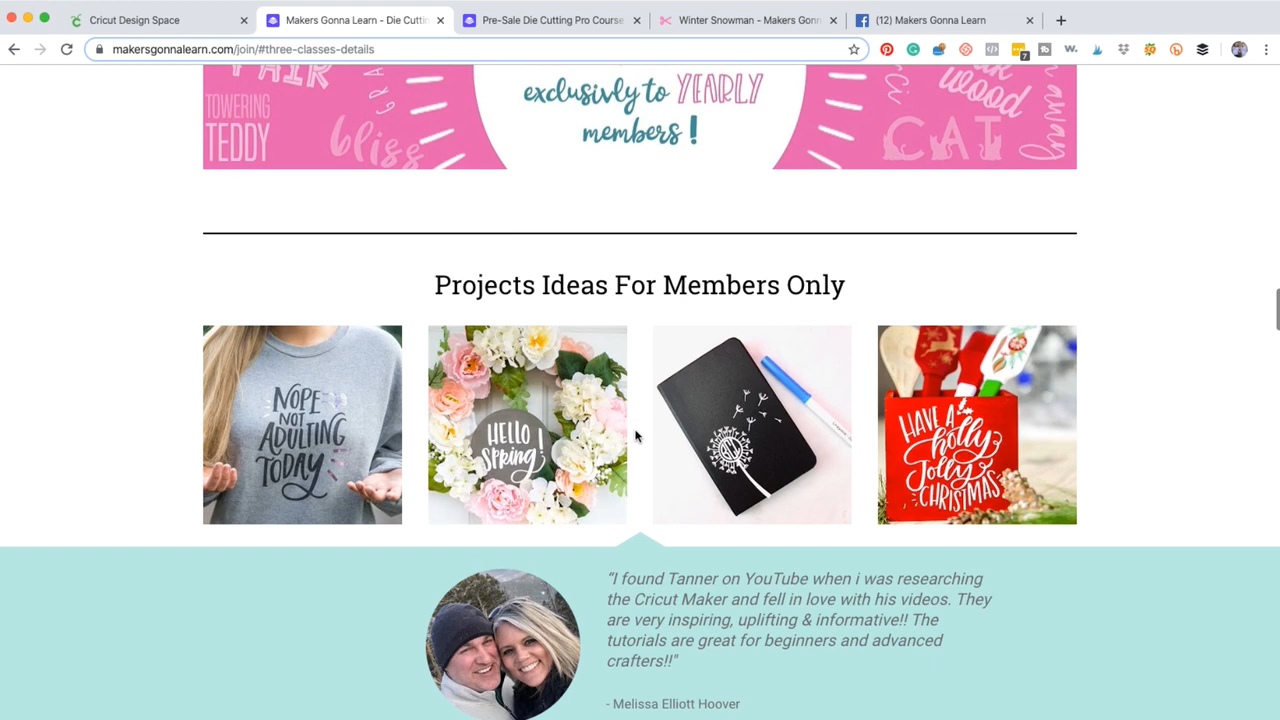 Cricut Design Space
Makers Gonna Learn - Die Cuttin
Pre-Sale Die Cutting Pro Course
Winter Snowman - Makers Gonn
(12) Makers Gonna Learn
makersgonnalearn.com/join/#three-classes-details
7
FAIR
TOWERING
TEDDY
bliss
exclusivly to YEARLY
members!
wood
CAT
away
Projects Ideas For Members Only
NOPE
NOT
ADULTING
TODAY
HELLO
Spring!
HAVE A
holly
Jolly
CHRISTMAS
“I found Tanner on YouTube when i was researching
the Cricut Maker and fell in love with his videos. They
are very inspiring, uplifting & informative!! The
tutorials are great for beginners and advanced
crafters!!"
- Melissa Elliott Hoover